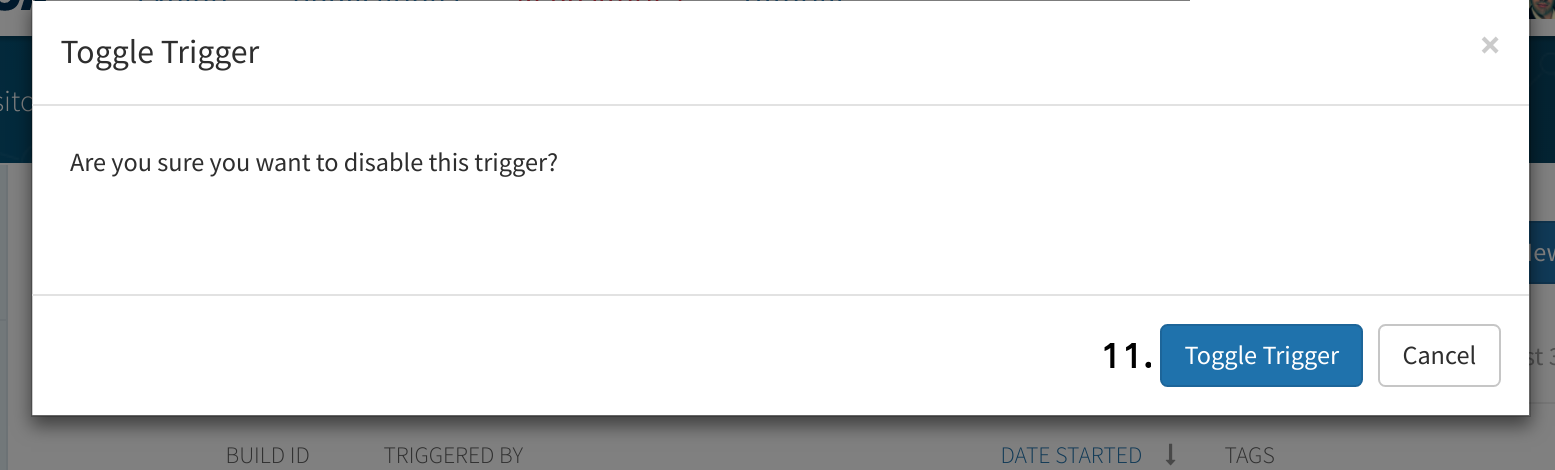 Toggle Trigger
×
Are you sure you want to disable this trigger?
11. Toggle Trigger Cancel
BUILD ID TRIGGERED BY DATE STARTED TAGS